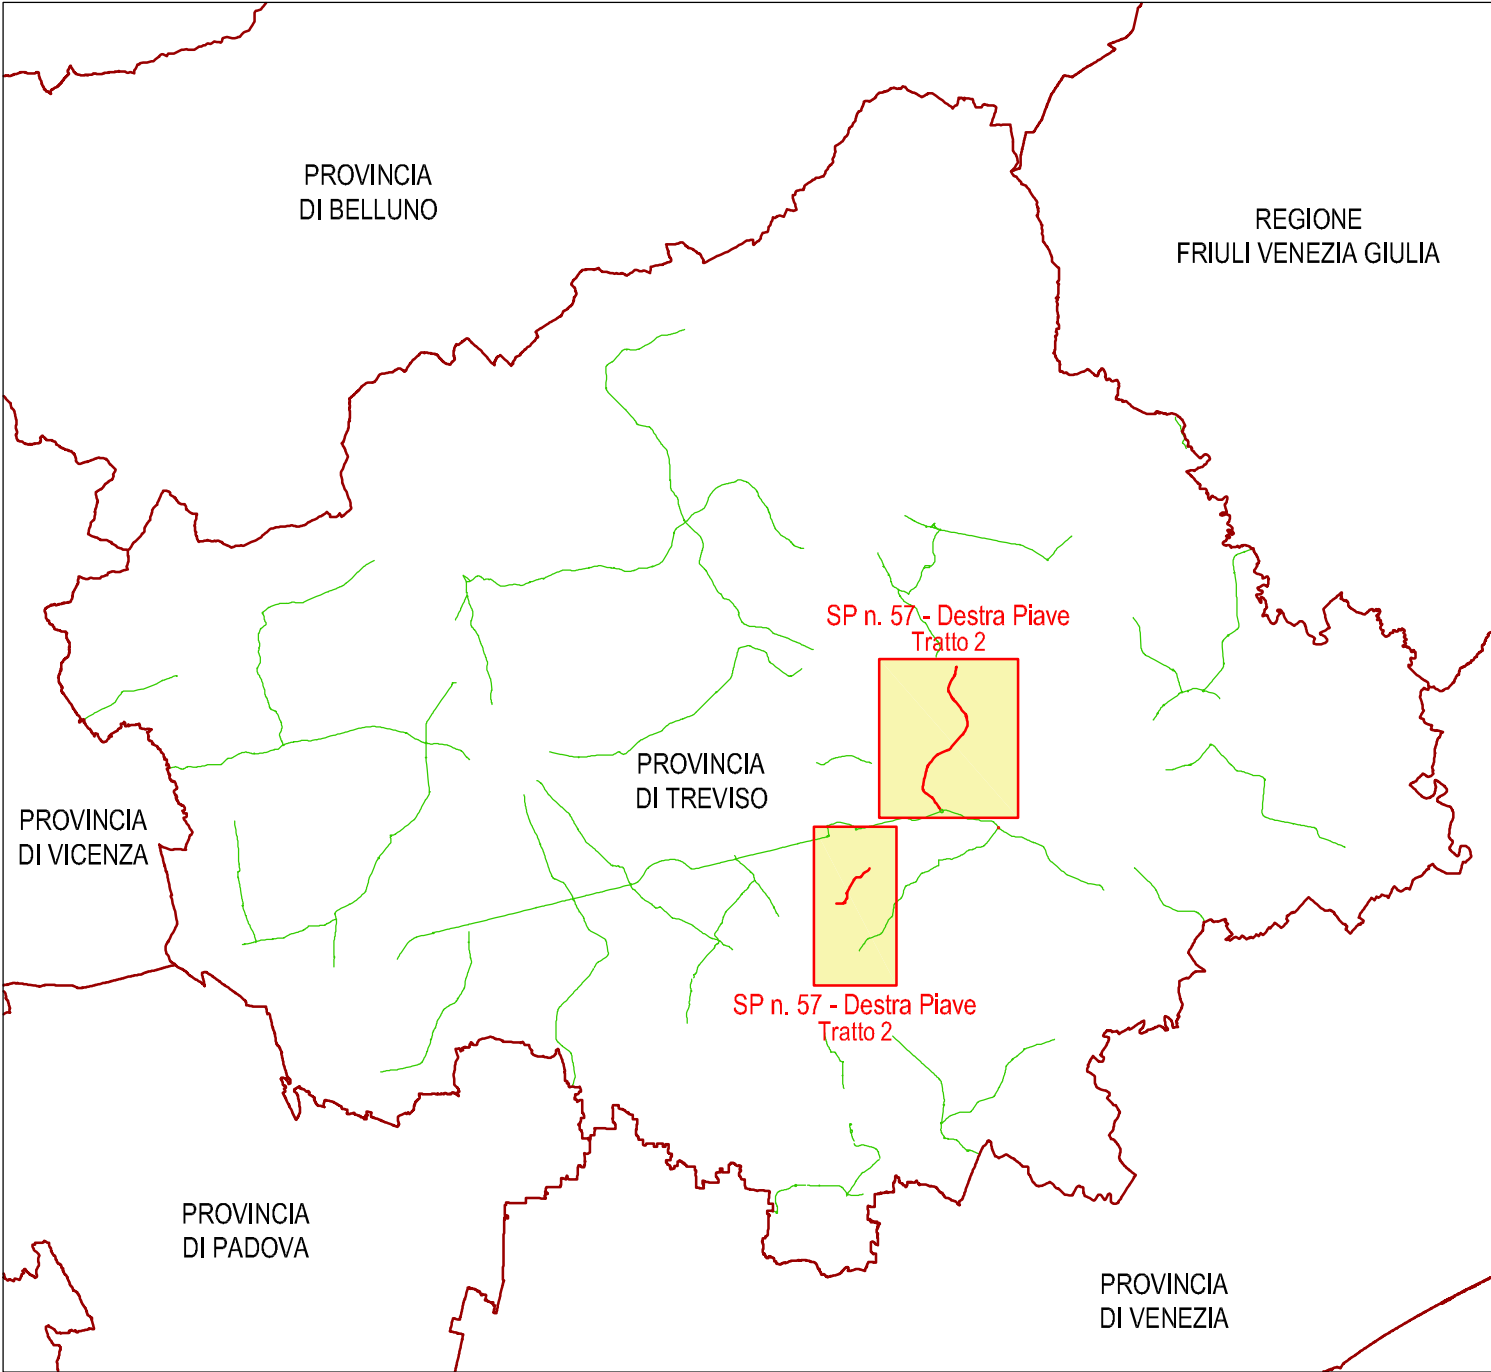 PROVINCIA
DI BELLUNO
REGIONE
FRIULI VENEZIA GIULIA
SP n. 57 - Destra Piave
Tratto 2
PROVINCIA
DI TREVISO
PROVINCIA
DI VICENZA
SP n. 57 - Destra Piave
Tratto 2
PROVINCIA
DI PADOVA
PROVINCIA
DI VENEZIA